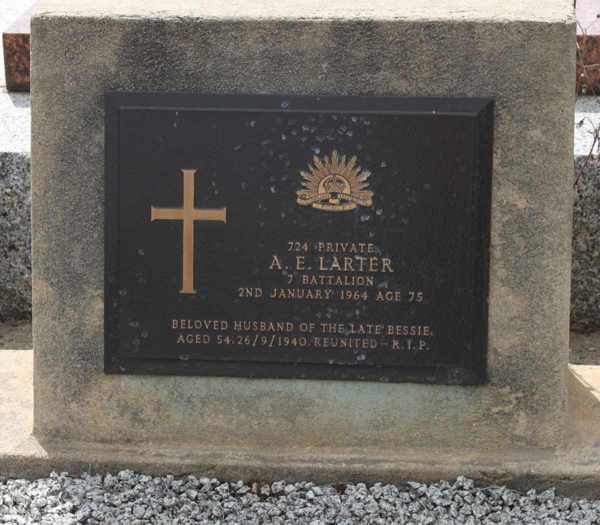 724 PRIVATE
A. E. LARTER
7 BATTALION
2ND JANUARY 1964 AGE 75
BELOVED HUSBAND OF THE LATE BESSIE.
AGED 54. 26/9/1940. REUNITED – R.I.P.